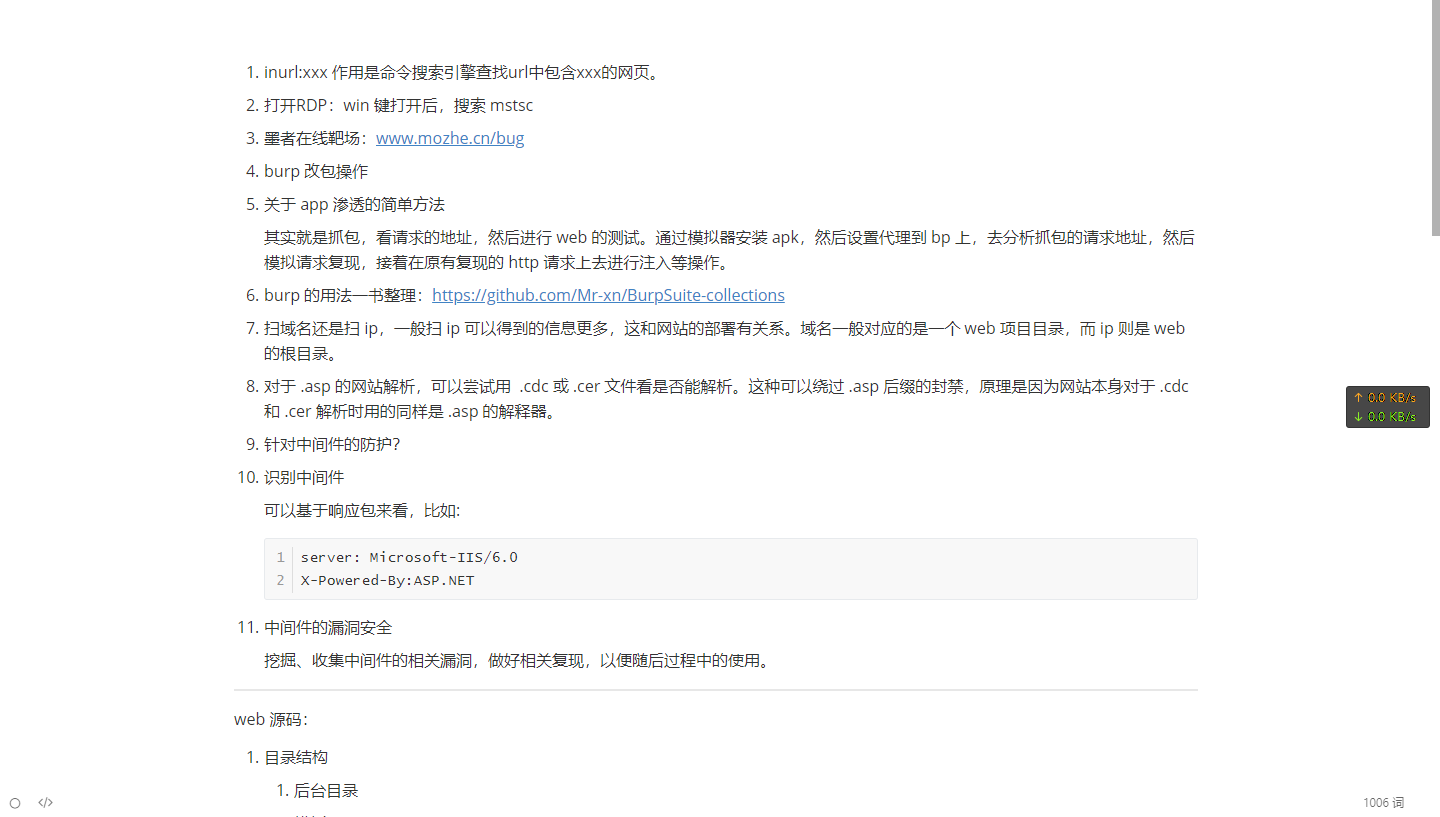 1. inurl:xxx 作用是命令搜索引擎查找url中包含xxx的网页。
2. 打开RDP：win 键打开后，搜索 mstsc
3. 墨者在线靶场：www.mozhe.cn/bug
4. burp 改包操作
5. 关于 app 渗透的简单方法
其实就是抓包，看请求的地址，然后进行 web 的测试。通过模拟器安装 apk，然后设置代理到 bp 上，去分析抓包的请求地址，然后
模拟请求复现，接着在原有复现的 http 请求上去进行注入等操作。
6. burp 的用法一书整理：https://github.com/Mr-xn/BurpSuite-collections
7. 扫域名还是扫 ip，一般扫 ip 可以得到的信息更多，这和网站的部署有关系。域名一般对应的是一个 web 项目目录，而 ip 则是 web
的根目录。
8. 对于 .asp 的网站解析，可以尝试用 .cdc 或 .cer 文件看是否能解析。这种可以绕过 .asp 后缀的封禁，原理是因为网站本身对于 .cdc
和 .cer 解析时用的同样是 .asp 的解释器。
9. 针对中间件的防护？
10. 识别中间件
可以基于响应包来看，比如:
1 server: Microsoft-IIS/6.0
2 X-Powered-By:ASP.NET
11. 中间件的漏洞安全
挖掘、收集中间件的相关漏洞，做好相关复现，以便随后过程中的使用。
web 源码：
1. 目录结构
1. 后台目录
↑ 0.0 KB/s
↓ 0.0 KB/s
</> 
1006 词